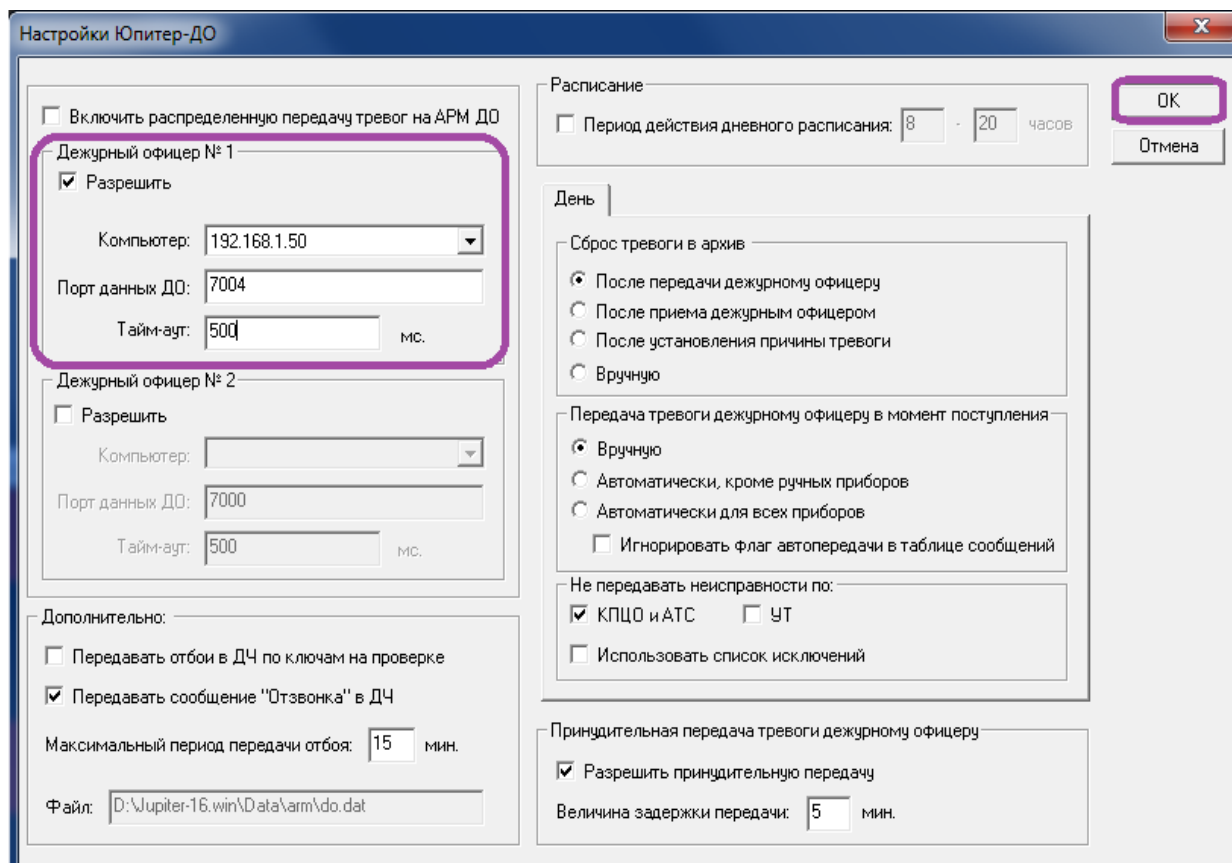 Настройки Юпитер-ДО
Включить распределенную передачу тревог на АРМ ДО
Дежурный офицер № 1
Разрешить
Компьютер: 192.168.1.50
Порт данных ДО: 7004
Тайм-аут: 500 мс.
Дежурный офицер № 2
Разрешить
Компьютер:
Порт данных ДО: 7000
Тайм-аут: 500 мс.
Дополнительно:
Передавать отбои в ДЧ по ключам на проверке
Передавать сообщение "Отзвонка" в ДЧ
Максимальный период передачи отбоя: 15 мин.
Файл: D:\Jupiter-16.win\Data\arm\do.dat
Расписание
Период действия дневного расписания: 8 - 20 часов
День
Сброс тревоги в архив
После передачи дежурному офицеру
После приема дежурным офицером
После установления причины тревоги
Вручную
Передача тревоги дежурному офицеру в момент поступления
Вручную
Автоматически, кроме ручных приборов
Автоматически для всех приборов
Игнорировать флаг автопередачи в таблице сообщений
Не передавать неисправности по:
КПЦО и АТС УТ
Использовать список исключений
Принудительная передача тревоги дежурному офицеру
Разрешить принудительную передачу
Величина задержки передачи: 5 мин.
OK
Отмена